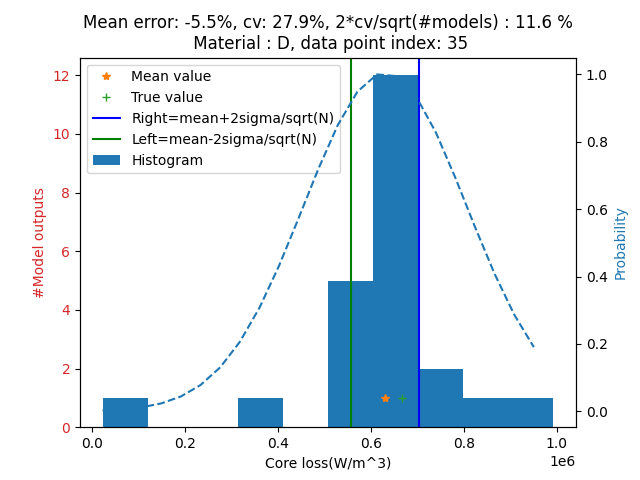 Mean error: -5.5%, cv: 27.9%, 2*cv/sqrt(#models) : 11.6 %
Material : D, data point index: 35
Mean value
True value
Right=mean+2sigma/sqrt(N)
Left=mean-2sigma/sqrt(N)
Histogram
12
10
8
6
4
2
0
#Model outputs
1.0
0.8
0.6
0.4
0.2
0.0
Probability
0.0 0.2 0.4 0.6 0.8 1.0
1e6
Core loss(W/m^3)